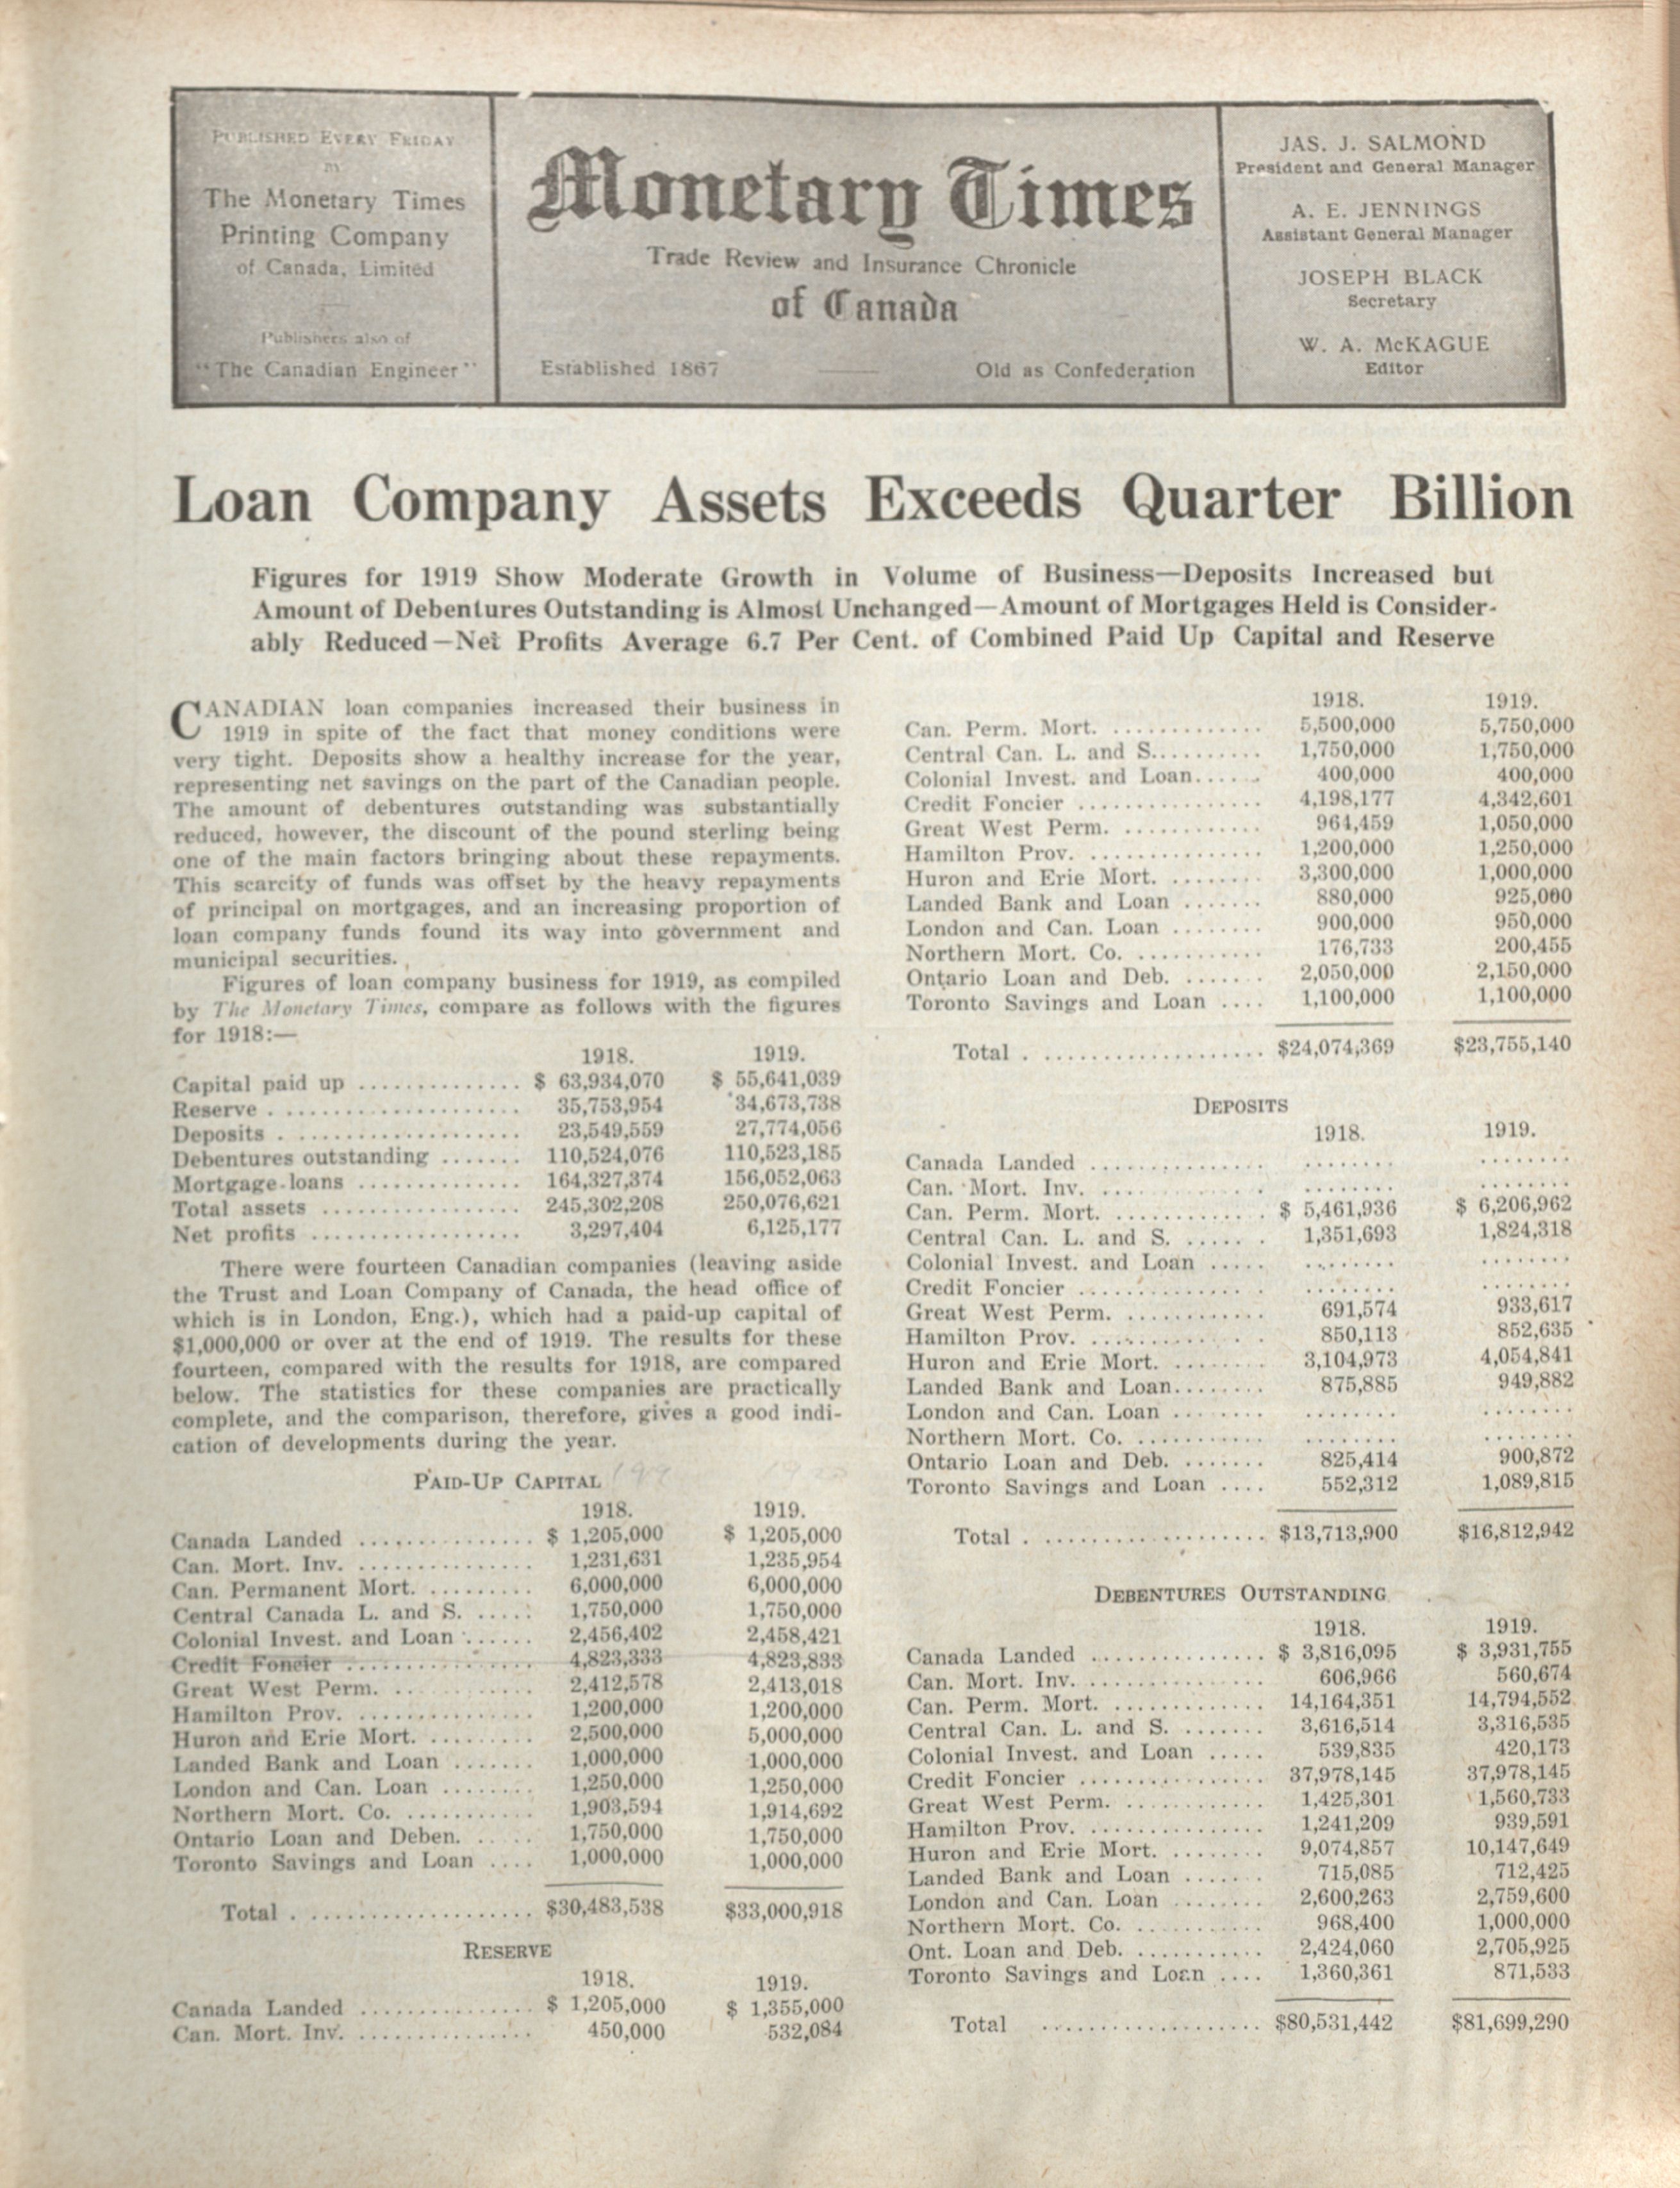 PUBLISHED EVERY FRIDAY
BY
The Monetary Times
Printing Company
of Canada, Limited
Publishers also of
"The Canadian Engineer"
Monetary Times
Trade Review and Insurance Chronicle
of Canada
Established 1867
Old as Confederation
JAS. J. SALMOND
President and General Manager
A. E. JENNINGS
Assistant General Manager
JOSEPH BLACK
Secretary
W. A. McKAGUE
Editor
Loan Company Assets Exceeds Quarter Billion
Figures for 1919 Show Moderate Growth in Volume of Business—Deposits Increased but
Amount of Debentures Outstanding is Almost Unchanged—Amount of Mortgages Held is Consider-
ably Reduced—Net Profits Average 6.7 Per Cent. of Combined Paid Up Capital and Reserve
CANADIAN loan companies increased their business in
1919 in spite of the fact that money conditions were
very tight. Deposits show a healthy increase for the year,
representing net savings on the part of the Canadian people.
The amount of debentures outstanding was substantially
reduced, however, the discount of the pound sterling being
one of the main factors bringing about these repayments.
This scarcity of funds was offset by the heavy repayments
of principal on mortgages, and an increasing proportion of
loan company funds found its way into government and
municipal securities.
Figures of loan company business for 1919, as compiled
by The Monetary Times, compare as follows with the figures
for 1918:—
1918. 1919.
Capital paid up .............. $ 63,934,070 $ 55,641,039
Reserve . .................... 35,753,954 34,673,738
Deposits . ................... 23,549,559 27,774,056
Debentures outstanding ....... 110,524,076 110,523,185
Mortgage loans .............. 164,327,374 156,052,063
Total assets ................. 245,302,208 250,076,621
Net profits .................. 3,297,404 6,125,177
There were fourteen Canadian companies (leaving aside
the Trust and Loan Company of Canada, the head office of
which is in London, Eng.), which had a paid-up capital of
$1,000,000 or over at the end of 1919. The results for these
fourteen, compared with the results for 1918, are compared
below. The statistics for these companies are practically
complete, and the comparison, therefore, gives a good indi-
cation of developments during the year.
PAID-UP CAPITAL
1918. 1919.
Canada Landed ............... $ 1,205,000 $ 1,205,000
Can. Mort. Inv. ............... 1,231,631 1,235,954
Can. Permanent Mort. ......... 6,000,000 6,000,000
Central Canada L. and S. ..... 1,750,000 1,750,000
Colonial Invest. and Loan ...... 2,456,402 2,458,421
Credit Foncier ................ 4,823,333 4,823,833
Great West Perm. ............ 2,412,578 2,413,018
Hamilton Prov. ............... 1,200,000 1,200,000
Huron and Erie Mort. ......... 2,500,000 5,000,000
Landed Bank and Loan ....... 1,000,000 1,000,000
London and Can. Loan ........ 1,250,000 1,250,000
Northern Mort. Co. ........... 1,903,594 1,914,692
Ontario Loan and Deben. ..... 1,750,000 1,750,000
Toronto Savings and Loan .... 1,000,000 1,000,000
Total . .................... $30,483,538 $33,000,918
RESERVE
1918. 1919.
Canada Landed ............... $ 1,205,000 $ 1,355,000
Can. Mort. Inv. ............... 450,000 532,084
1918. 1919.
Can. Perm. Mort. ............. 5,500,000 5,750,000
Central Can. L. and S.......... 1,750,000 1,750,000
Colonial Invest. and Loan...... 400,000 400,000
Credit Foncier ................ 4,198,177 4,342,601
Great West Perm. ............ 961,459 1,050,000
Hamilton Prov. ............... 1,200,000 1,250,000
Huron and Erie Mort. ........ 3,300,000 1,000,000
Landed Bank and Loan ....... 880,000 925,000
London and Can. Loan ........ 900,000 950,000
Northern Mort. Co. ........... 176,733 200,455
Ontario Loan and Deb. ....... 2,050,000 2,150,000
Toronto Savings and Loan .... 1,100,000 1,100,000
Total . .................... $24,074,369 $23,755,140
DEPOSITS
1918. 1919.
Canada Landed ............... ........ ........
Can. Mort. Inv. ............... ........ ........
Can. Perm. Mort. ............. $ 5,461,936 $ 6,206,962
Central Can. L. and S. ....... 1,351,693 1,824,318
Colonial Invest. and Loan ..... ........ ........
Credit Foncier ................ ........ ........
Great West Perm. ............ 691,574 933,617
Hamilton Prov. ............... 850,113 852,635
Huron and Erie Mort. ........ 3,104,973 4,054,841
Landed Bank and Loan........ 875,885 949,882
London and Can. Loan ........ ........ ........
Northern Mort. Co. ........... ........ ........
Ontario Loan and Deb. ....... 825,414 900,872
Toronto Savings and Loan .... 552,312 1,089,815
Total . .................... $13,713,900 $16,812,942
DEBENTURES OUTSTANDING
1918. 1919.
Canada Landed ............... $ 3,816,095 $ 3,931,755
Can. Mort. Inv. ............... 606,966 560,674
Can. Perm. Mort. ............. 14,164,351 14,794,552
Central Can. L. and S. ....... 3,616,514 3,316,535
Colonial Invest. and Loan ..... 539,835 420,173
Credit Foncier ................ 37,978,145 37,978,145
Great West Perm. ............ 1,425,301 1,560,733
Hamilton Prov. ............... 1,241,209 939,591
Huron and Erie Mort. ........ 9,074,857 10,147,649
Landed Bank and Loan ....... 715,085 712,425
London and Can. Loan ........ 2,600,263 2,759,600
Northern Mort. Co. ........... 968,400 1,000,000
Ont. Loan and Deb. ........... 2,424,060 2,705,925
Toronto Savings and Loan .... 1,360,361 871,533
Total .................... $80,531,442 $81,699,290